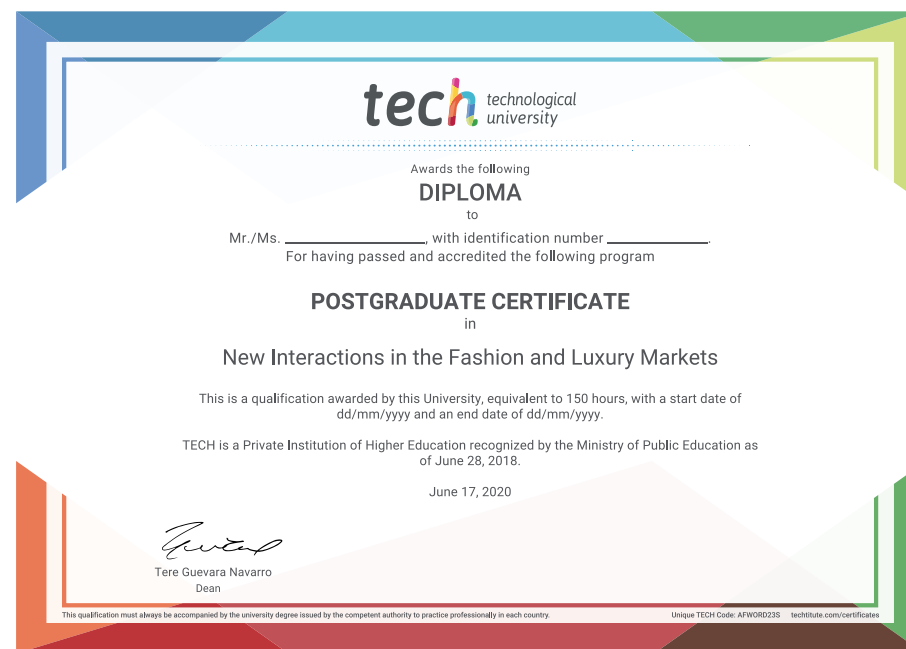 tech technological
university
Awards the following
DIPLOMA
to
Mr./Ms. ____________________, with identification number ______________.
For having passed and accredited the following program
POSTGRADUATE CERTIFICATE
in
New Interactions in the Fashion and Luxury Markets
This is a qualification awarded by this University, equivalent to 150 hours, with a start date of
dd/mm/yyyy and an end date of dd/mm/yyyy.
TECH is a Private Institution of Higher Education recognized by the Ministry of Public Education as
of June 28, 2018.
June 17, 2020
Tere Guevara Navarro
Dean
This qualification must always be accompanied by the university degree issued by the competent authority to practice professionally in each country. Unique TECH Code: AFWORD23S techtitute.com/certificates